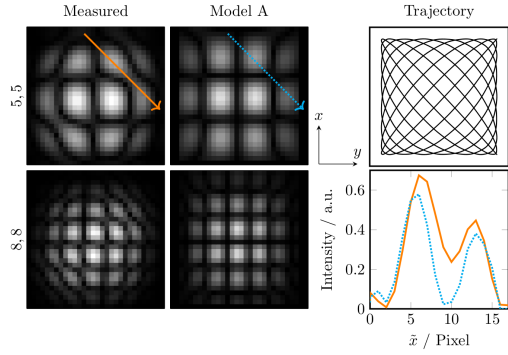 Measured Model A Trajectory
5,5
x
y
8,8
Intensity / a.u.
0.6
0.4
0.2
0
0 5 10 15
x̃ / Pixel